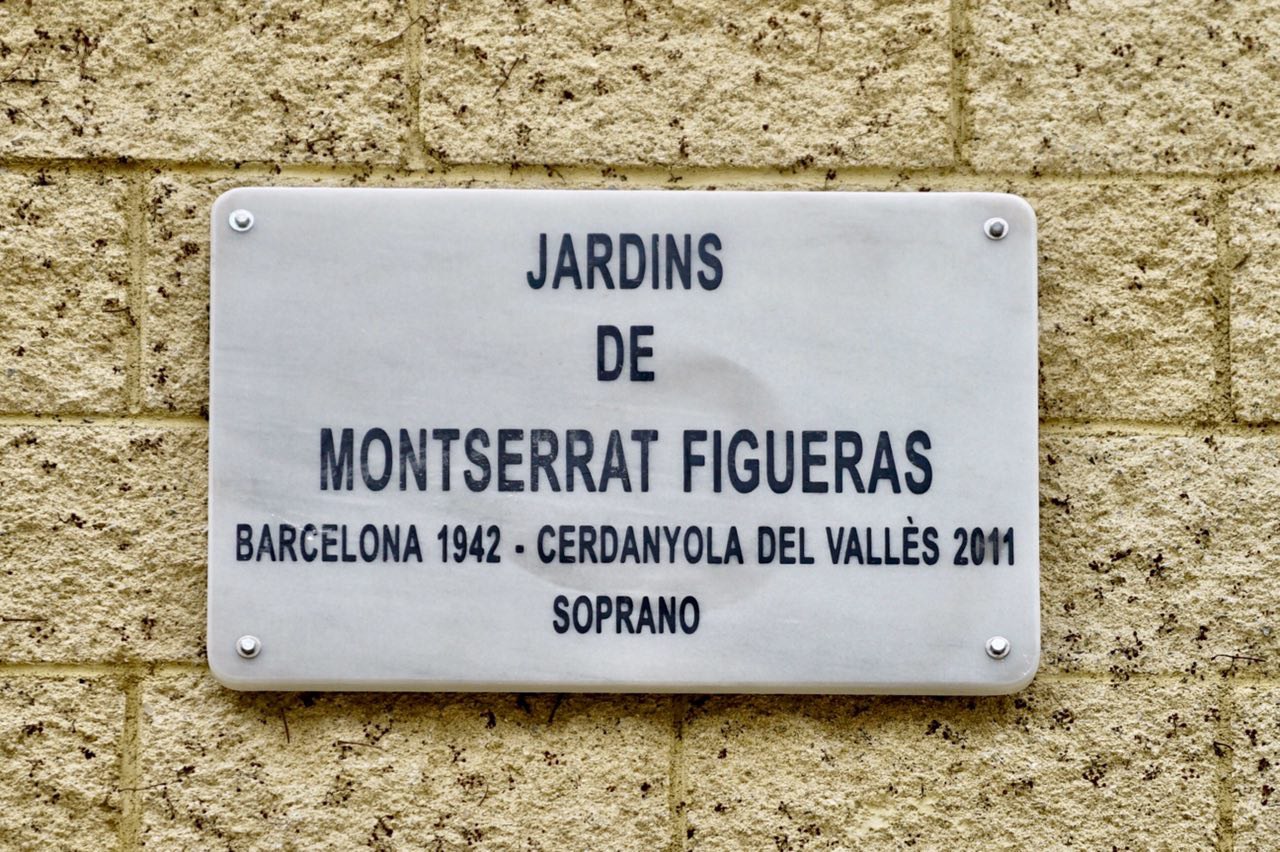 JARDINS
DE
MONTSERRAT FIGUERAS
BARCELONA 1942 - CERDANYOLA DEL VALLÈS 2011
SOPRANO